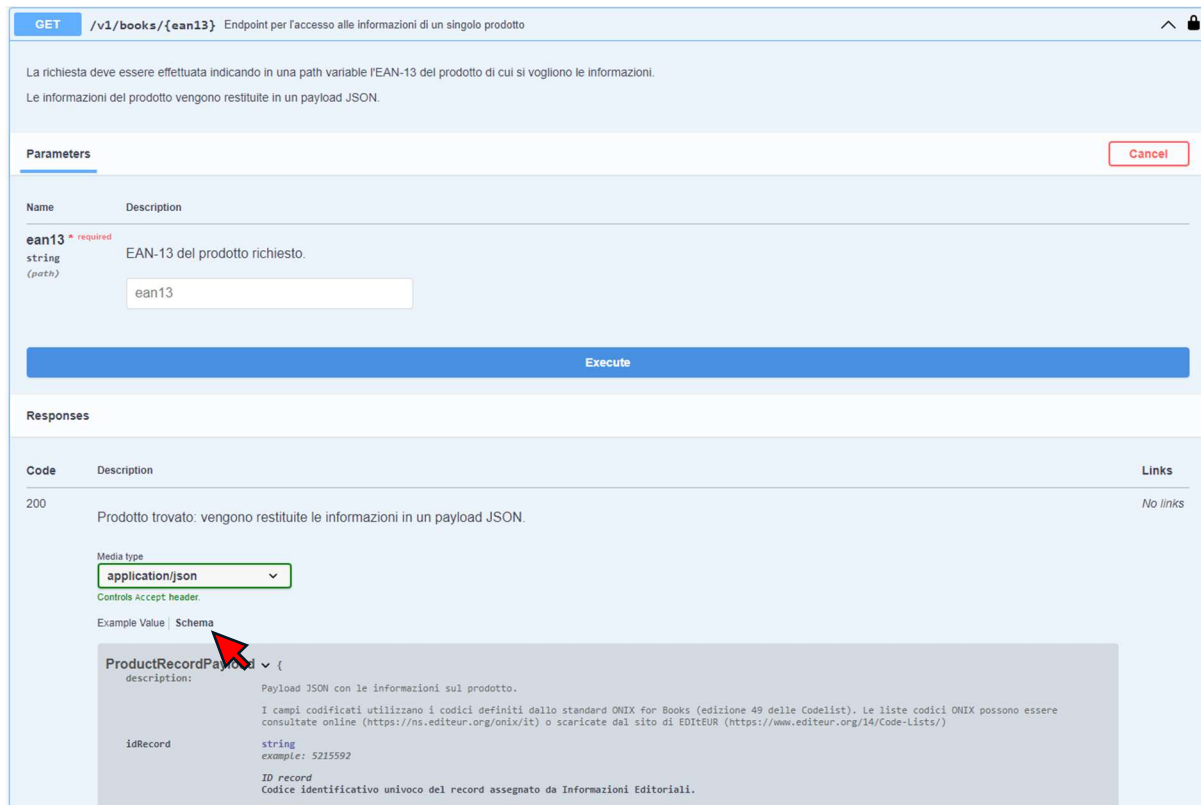 GET /v1/books/{ean13} Endpoint per l'accesso alle informazioni di un singolo prodotto
La richiesta deve essere effettuata indicando in una path variable l'EAN-13 del prodotto di cui si vogliono le informazioni.
Le informazioni del prodotto vengono restituite in un payload JSON.
Parameters
Cancel
Name Description
ean13 * required
string
(path)
EAN-13 del prodotto richiesto.
ean13
Execute
Responses
Code Description Links
200
Prodotto trovato: vengono restituite le informazioni in un payload JSON.
No links
Media type
application/json
Controls Accept header.
Example Value Schema
ProductRecordPayload {
description:
Payload JSON con le informazioni sul prodotto.
I campi codificati utilizzano i codici definiti dallo standard ONIX for Books (edizione 49 delle Codelist). Le liste codici ONIX possono essere
consultate online (https://ns.editeur.org/onix/it) o scaricate dal sito di EDItEUR (https://www.editeur.org/14/Code-Lists/)
idRecord string
example: 5215592
ID record
Codice identificativo univoco del record assegnato da Informazioni Editoriali.